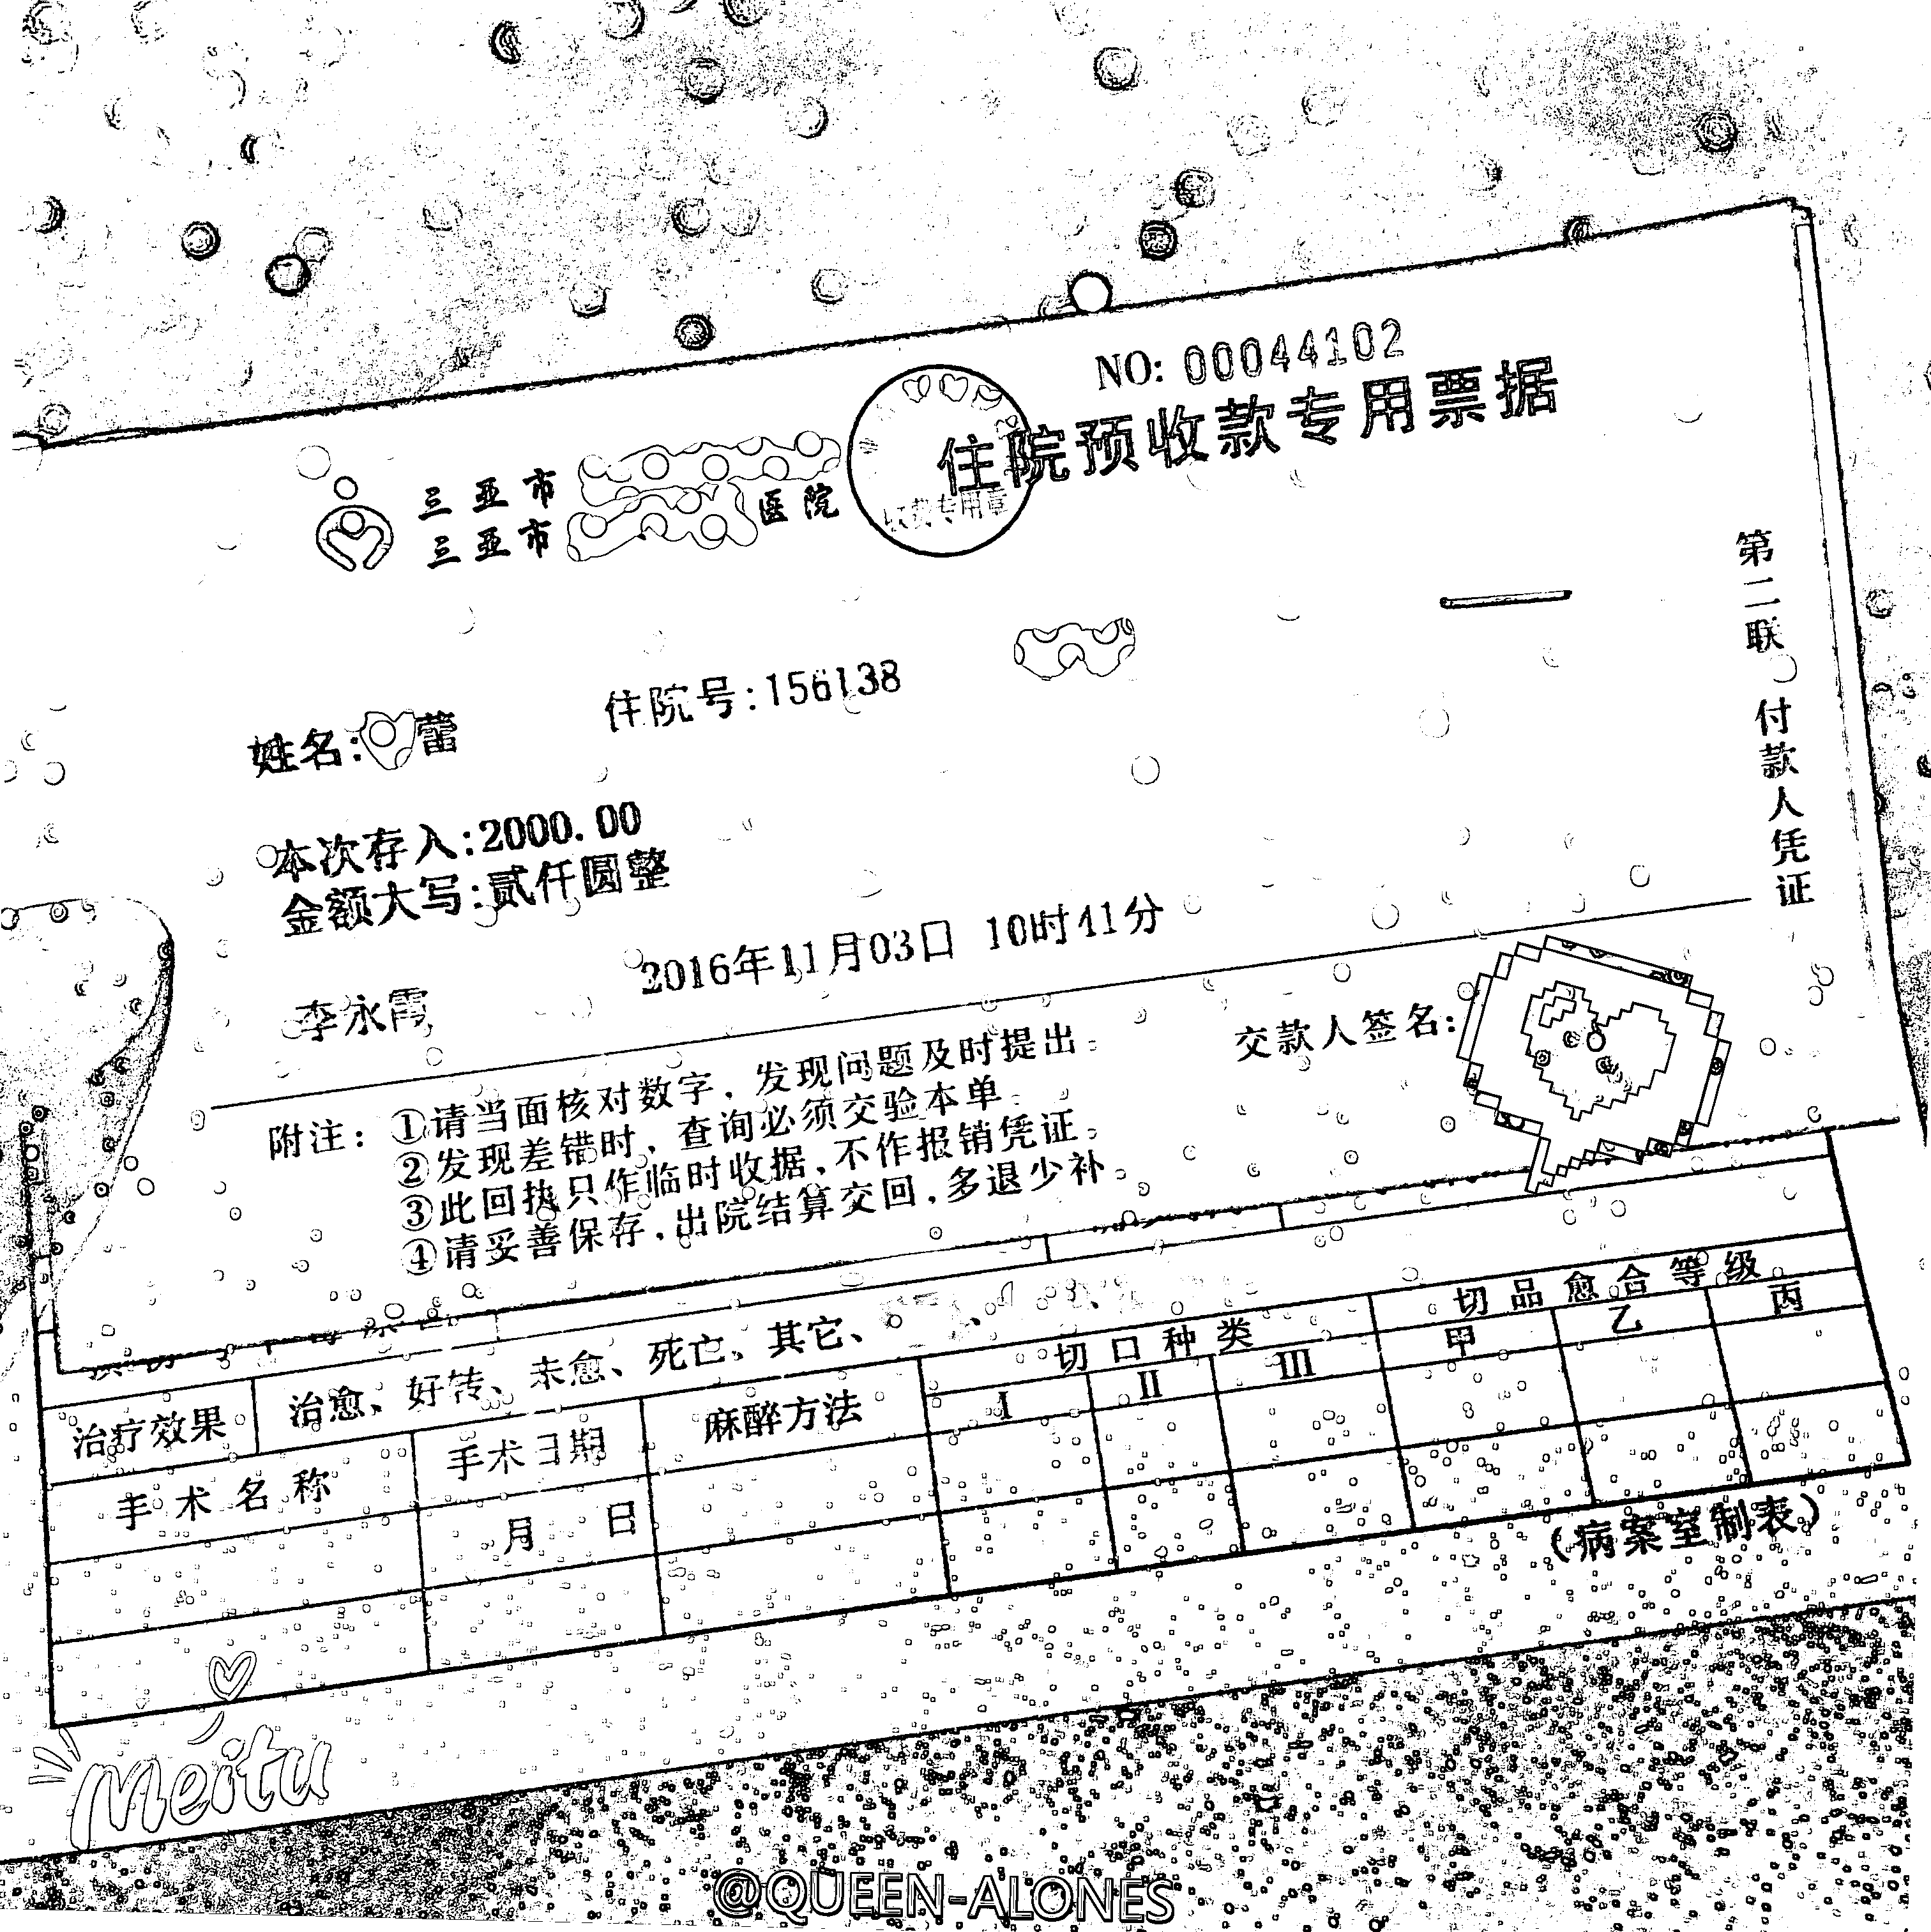 NO: 00044102
住院预收款专用票据
三亚市
三亚市 医院
收费专用章
第二联 付款人凭证
姓名: 蕾 住院号:156138
本次存入:2000.00
金额大写:贰仟圆整
李永霞 2016年11月03日 10时41分
交款人签名:
附注: ①请当面核对数字，发现问题及时提出。
②发现差错时，查询必须交验本单。
③此回执只作临时收据，不作报销凭证。
④请妥善保存，出院结算交回，多退少补。
治疗效果 治愈、好转、未愈、死亡、其它、
手术名称 手术日期 麻醉方法 切口种类 切品愈合等级
月 日 I II III 甲 乙 丙
(病案室制表)
Meitu
@QUEEN-ALONES